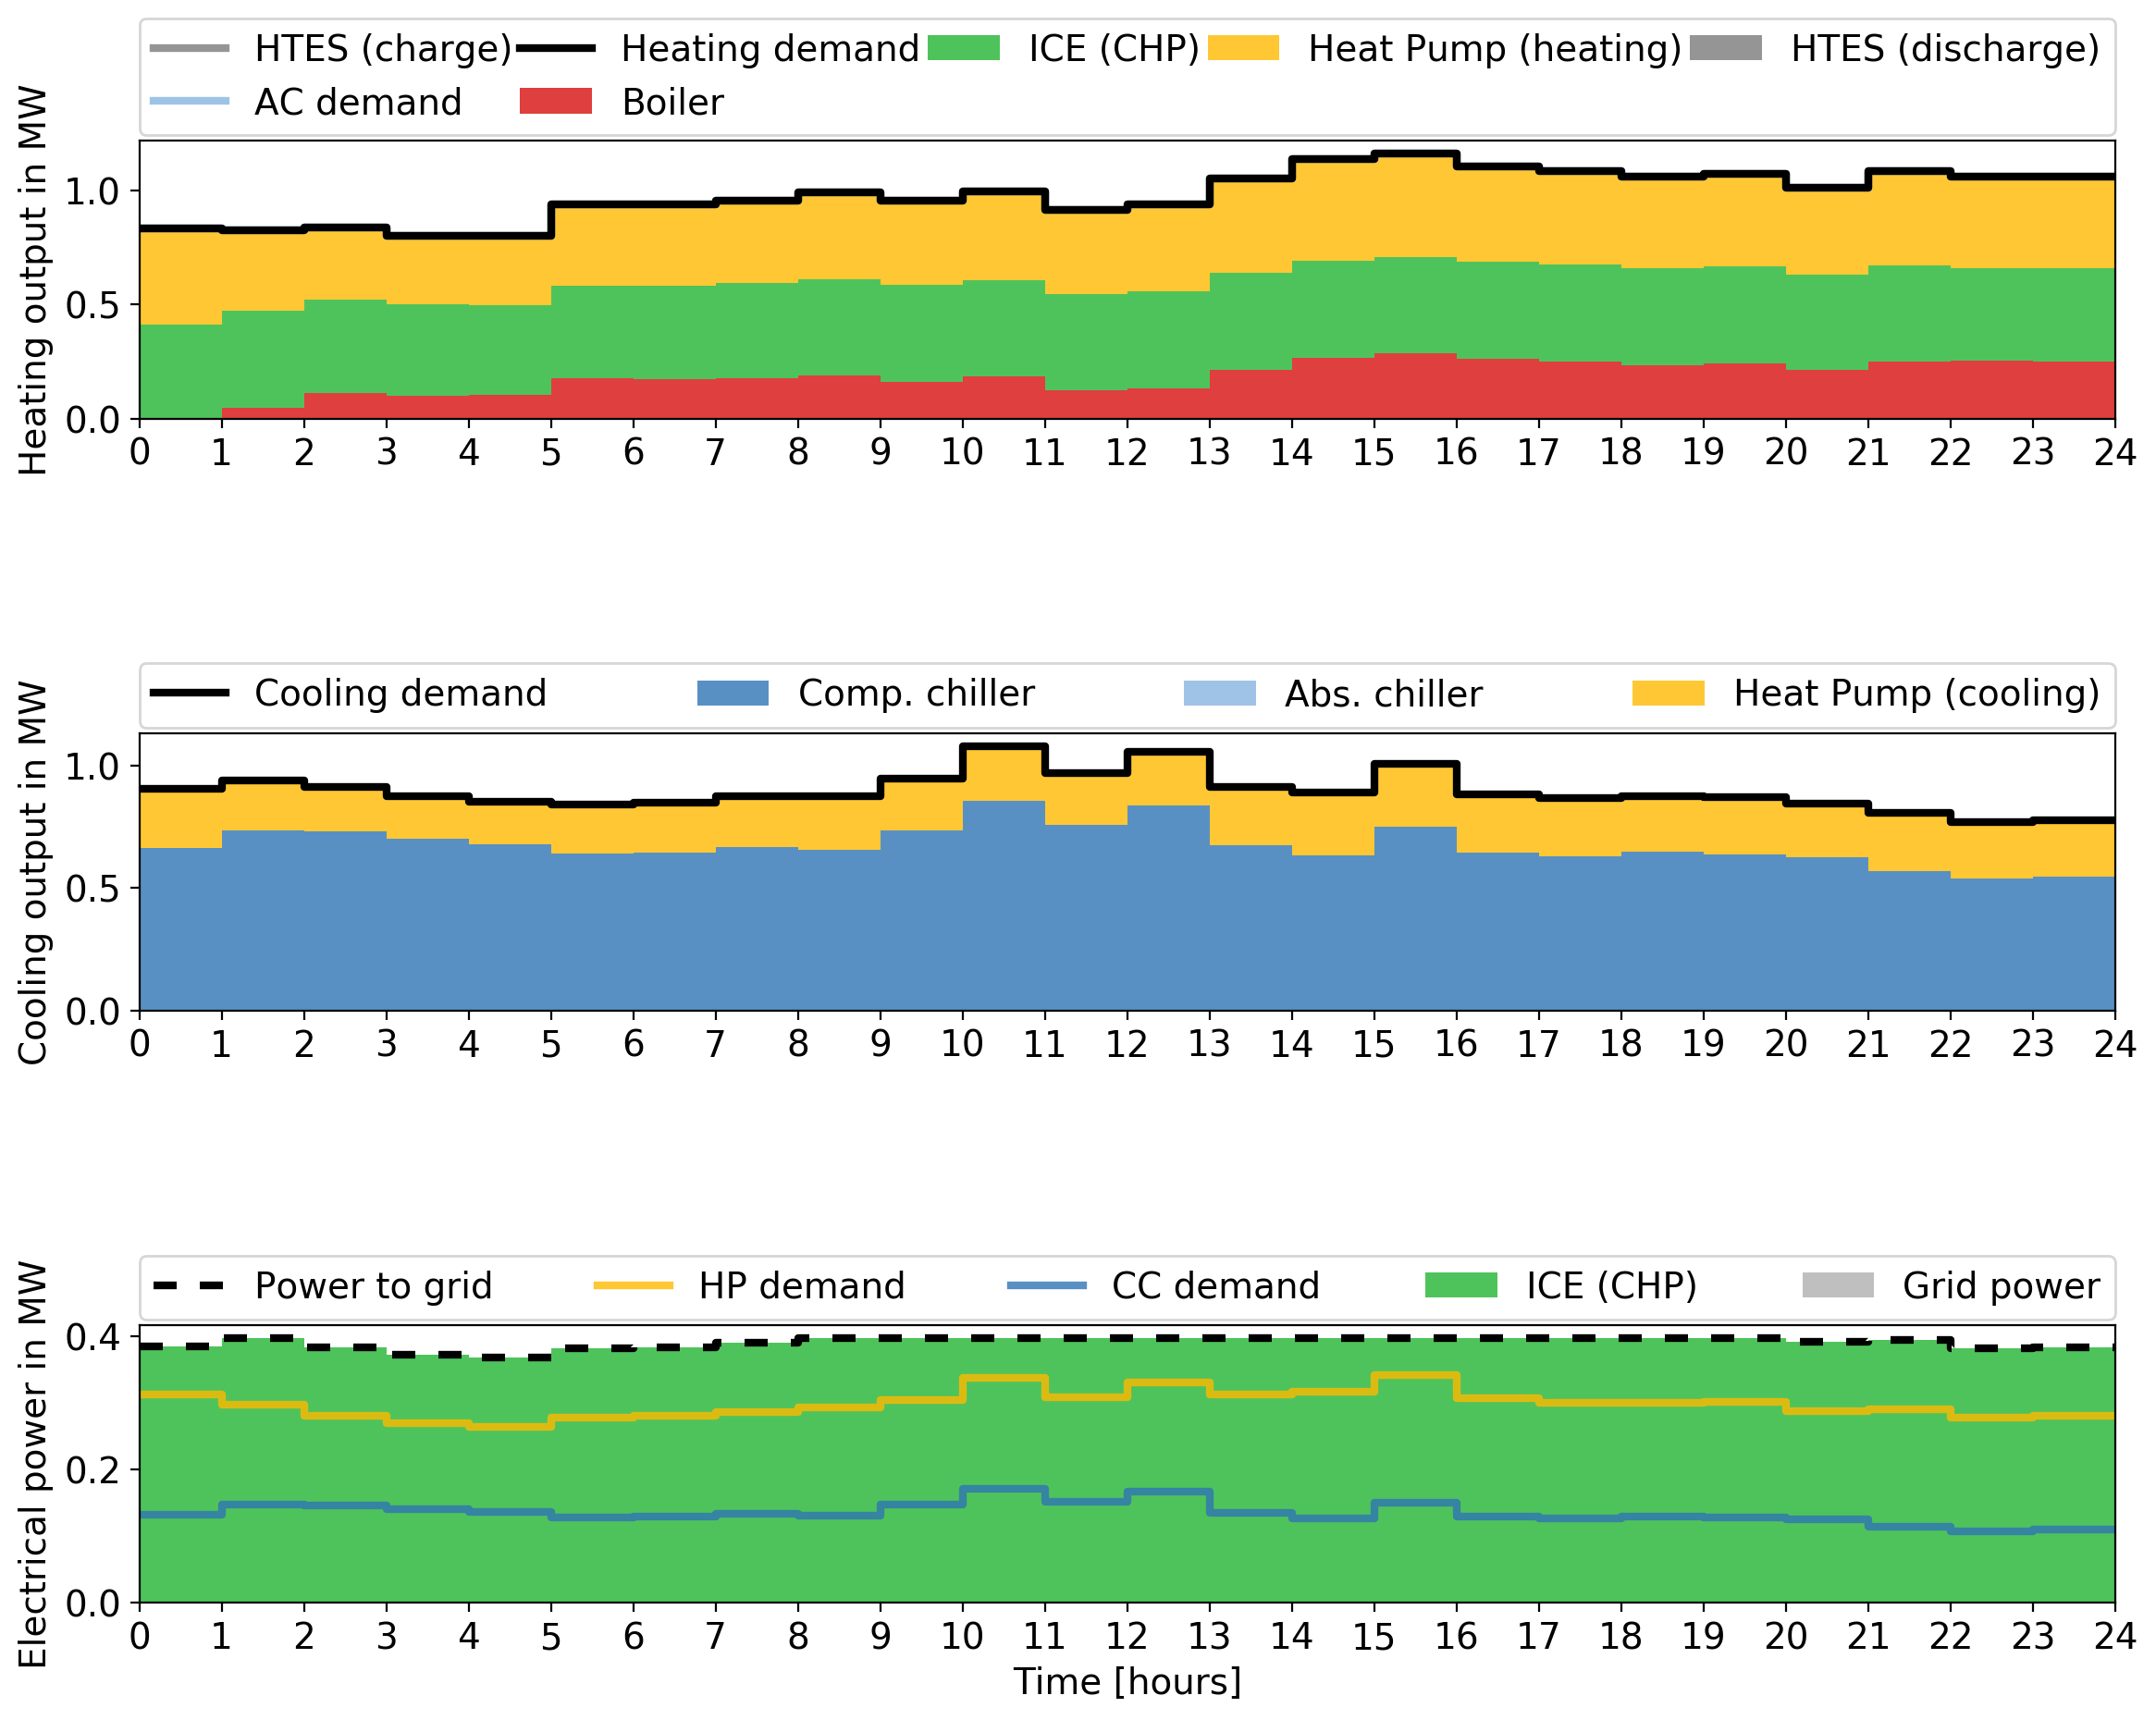 HTES (charge) Heating demand ICE (CHP) Heat Pump (heating) HTES (discharge)
AC demand Boiler
Heating output in MW
1.0
0.5
0.0
0 1 2 3 4 5 6 7 8 9 10 11 12 13 14 15 16 17 18 19 20 21 22 23 24
Cooling demand Comp. chiller Abs. chiller Heat Pump (cooling)
Cooling output in MW
1.0
0.5
0.0
0 1 2 3 4 5 6 7 8 9 10 11 12 13 14 15 16 17 18 19 20 21 22 23 24
Power to grid HP demand CC demand ICE (CHP) Grid power
Electrical power in MW
0.4
0.2
0.0
0 1 2 3 4 5 6 7 8 9 10 11 12 13 14 15 16 17 18 19 20 21 22 23 24
Time [hours]